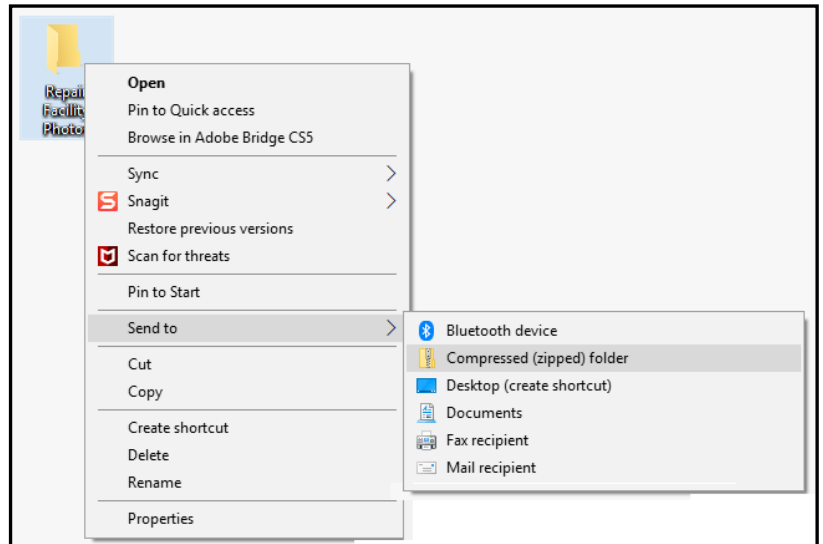 Repair
Facility
Photo
Open
Pin to Quick access
Browse in Adobe Bridge CS5
Sync
Snagit
Restore previous versions
Scan for threats
Pin to Start
Send to
Bluetooth device
Compressed (zipped) folder
Desktop (create shortcut)
Documents
Fax recipient
Mail recipient
Cut
Copy
Create shortcut
Delete
Rename
Properties